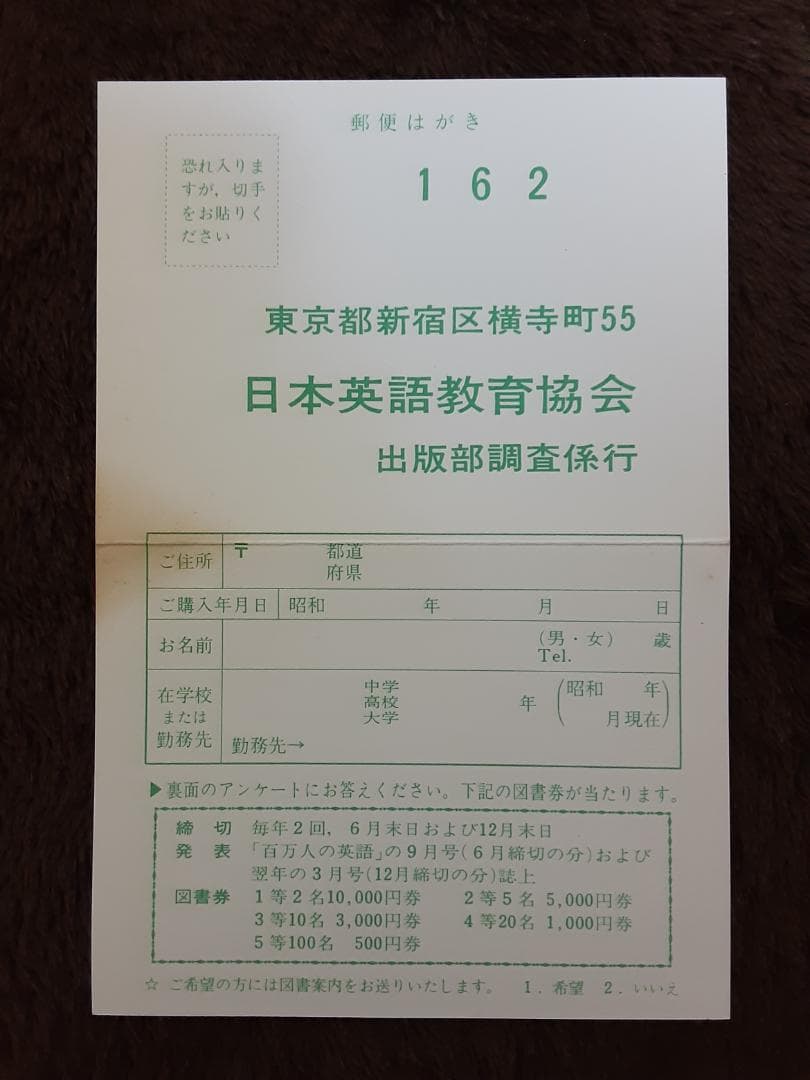 郵便はがき
恐れ入りま
すが，切手
をお貼りく
ださい
162
東京都新宿区横寺町55
日本英語教育協会
出版部調査係行
ご住所 〒 都道
府県
ご購入年月日 昭和 年 月 日
お名前 (男・女) 歳
Tel.
在学校 中学 (昭和 年
または 高校 年 月現在)
勤務先 大学
勤務先→
▶裏面のアンケートにお答えください。下記の図書券が当たります。
締切 毎年2回，6月末日および12月末日
発表 「百万人の英語」の9月号(6月締切の分)および
翌年の3月号(12月締切の分)誌上
図書券 1等2名10,000円券 2等5名 5,000円券
3等10名 3,000円券 4等20名 1,000円券
5等100名 500円券
☆ ご希望の方には図書案内をお送りいたします。 1．希望 2．いいえ